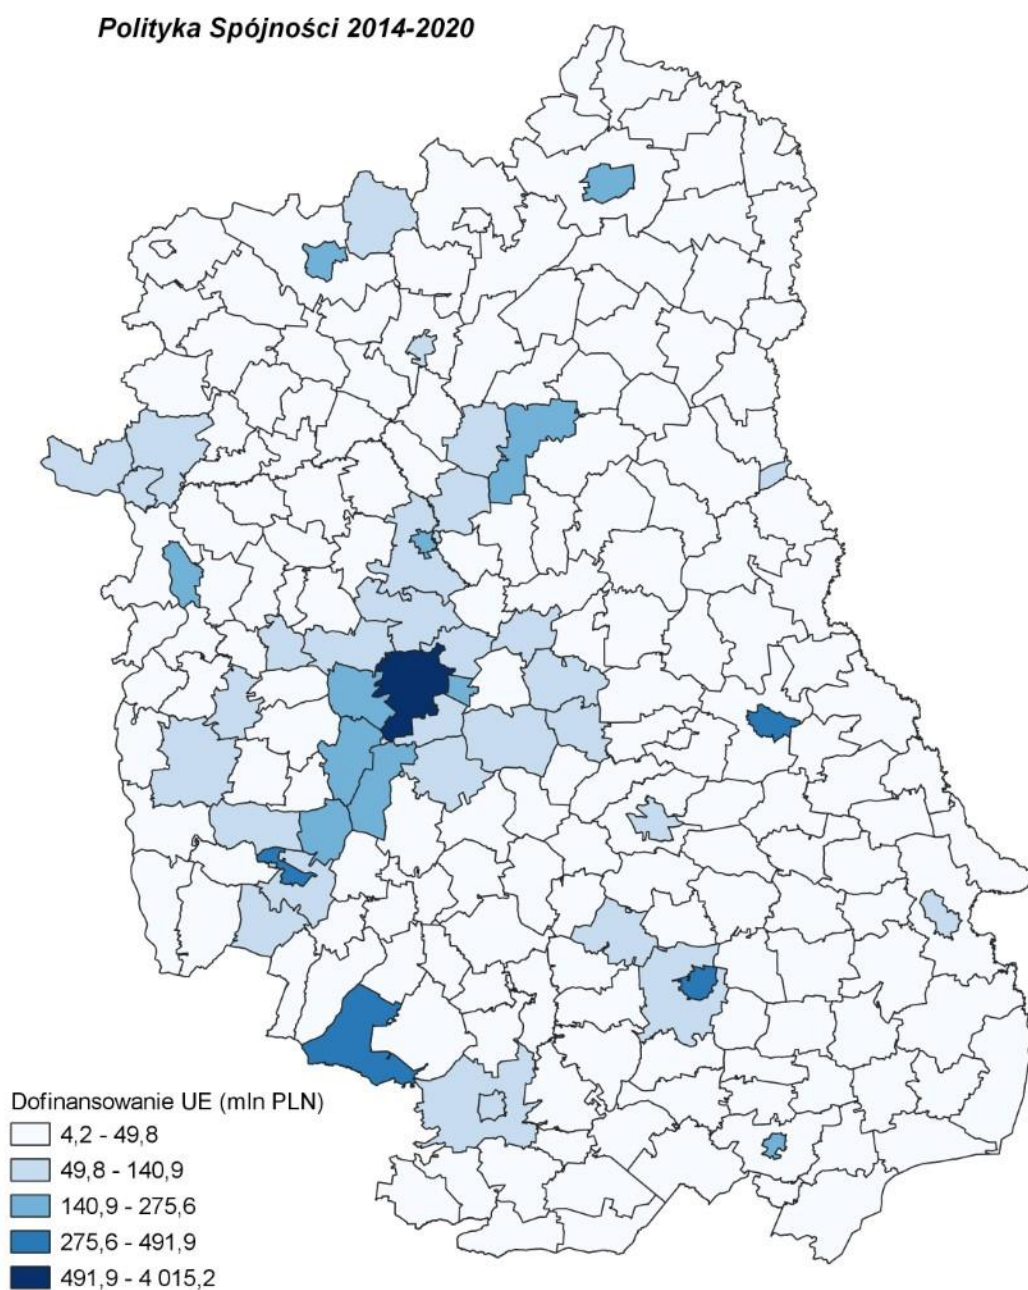 Polityka Spójności 2014-2020
Dofinansowanie UE (mln PLN)
4,2 - 49,8
49,8 - 140,9
140,9 - 275,6
275,6 - 491,9
491,9 - 4 015,2